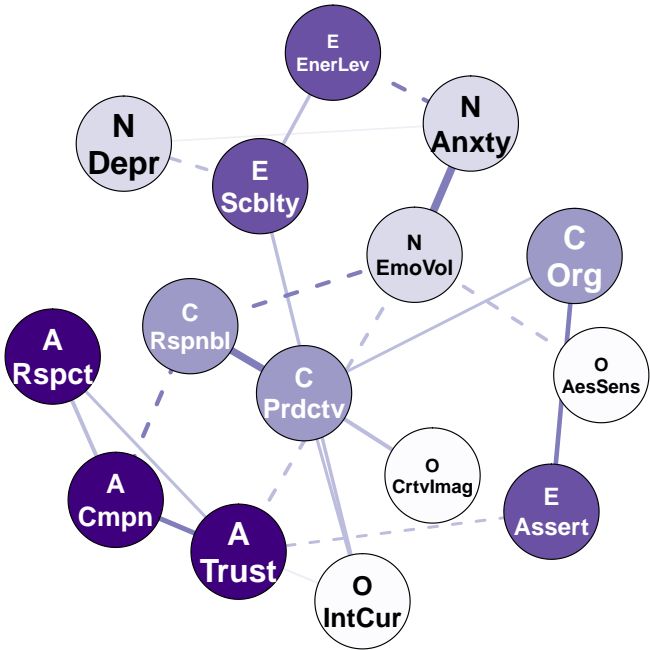 E
EnerLev
N
Anxty
N
Depr
E
Scblty
N
EmoVol
C
Org
C
Rspnbl
A
Rspct
C
Prdctv
O
AesSens
O
CrtvImag
A
Cmpn
E
Assert
A
Trust
O
IntCur